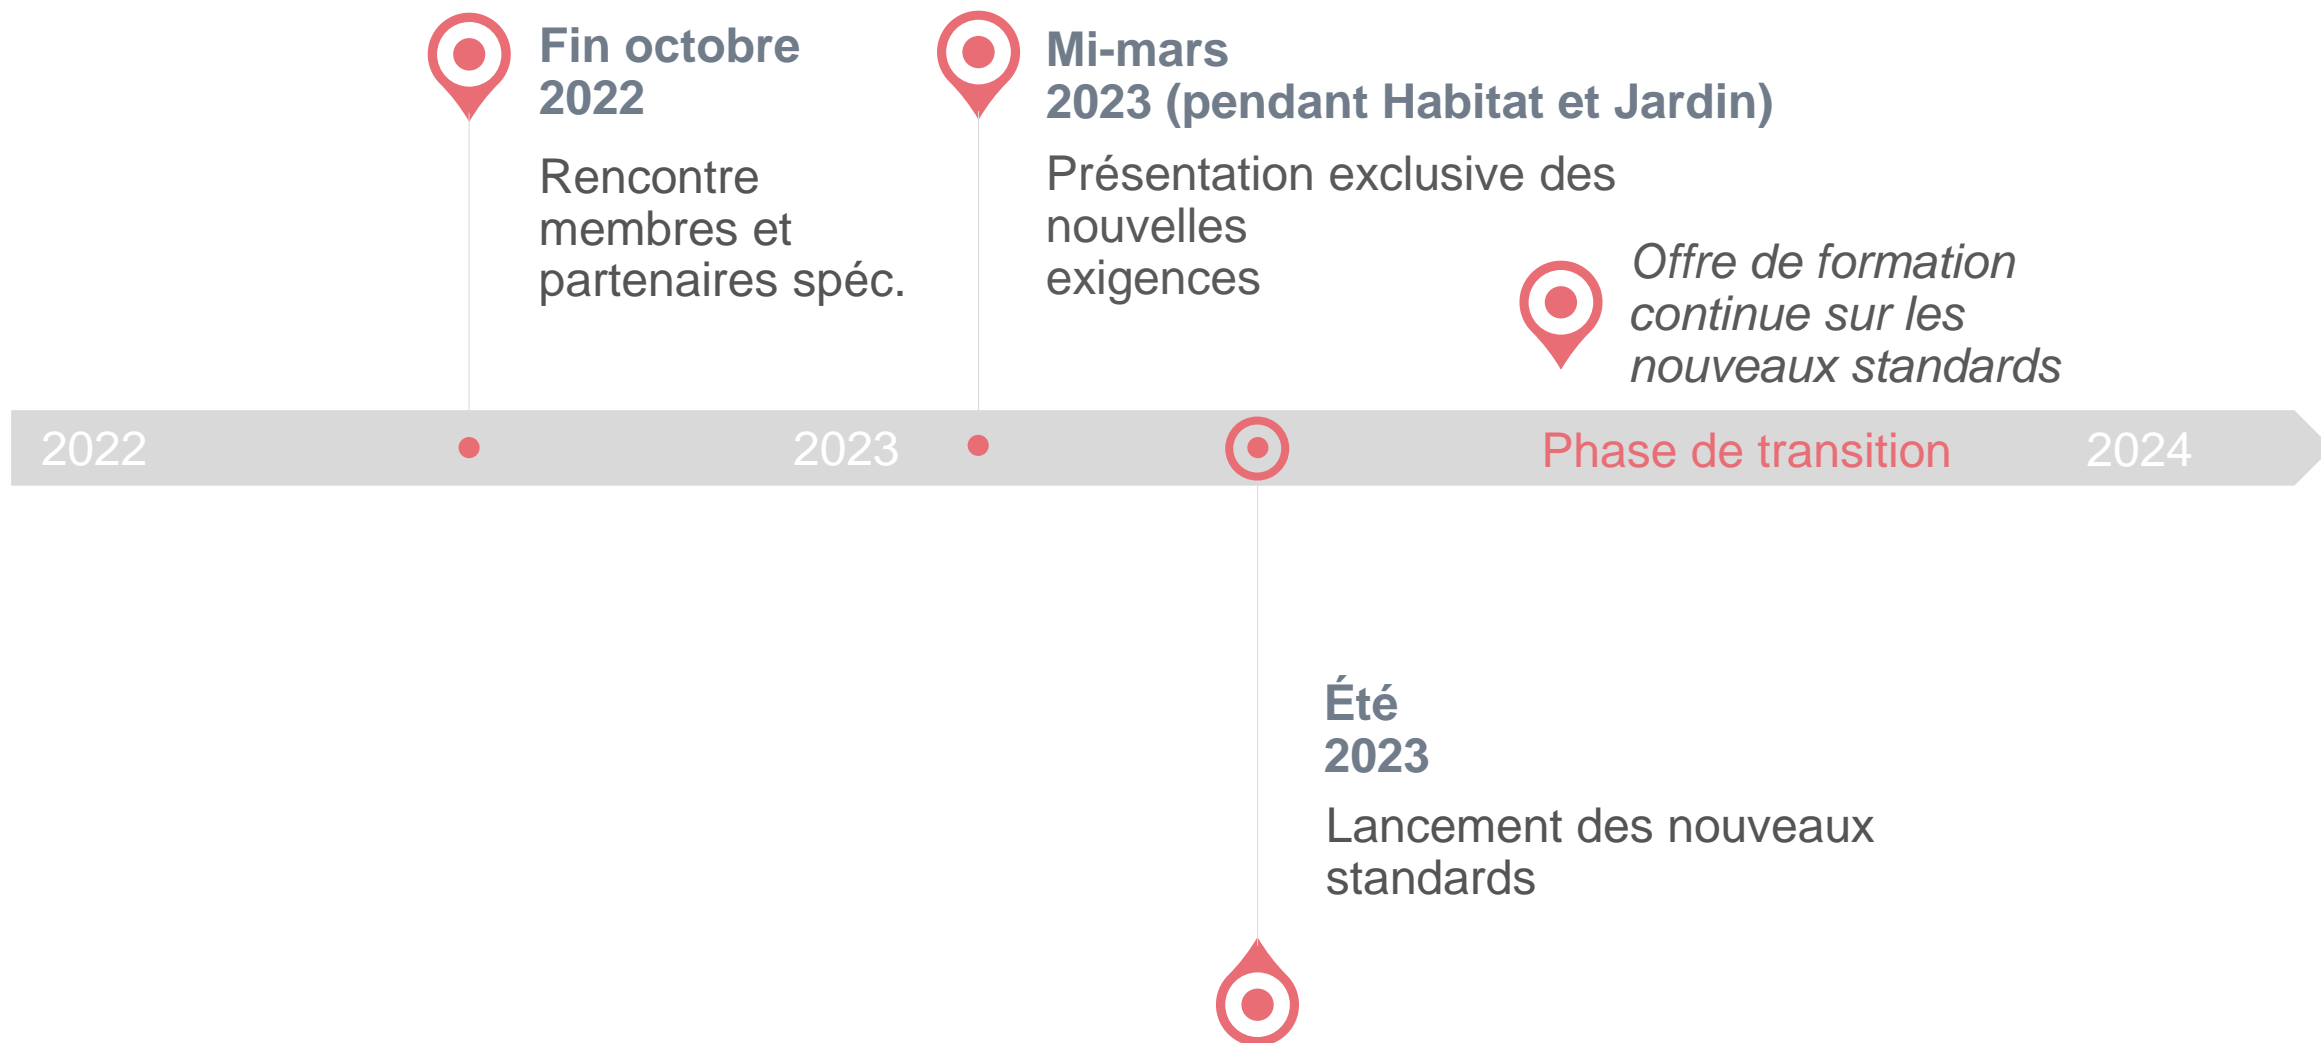 Fin octobre
2022
Rencontre
membres et
partenaires spéc.
Mi-mars
2023 (pendant Habitat et Jardin)
Présentation exclusive des
nouvelles
exigences
Offre de formation
continue sur les
nouveaux standards
2022
2023
Phase de transition
2024
Été
2023
Lancement des nouveaux
standards